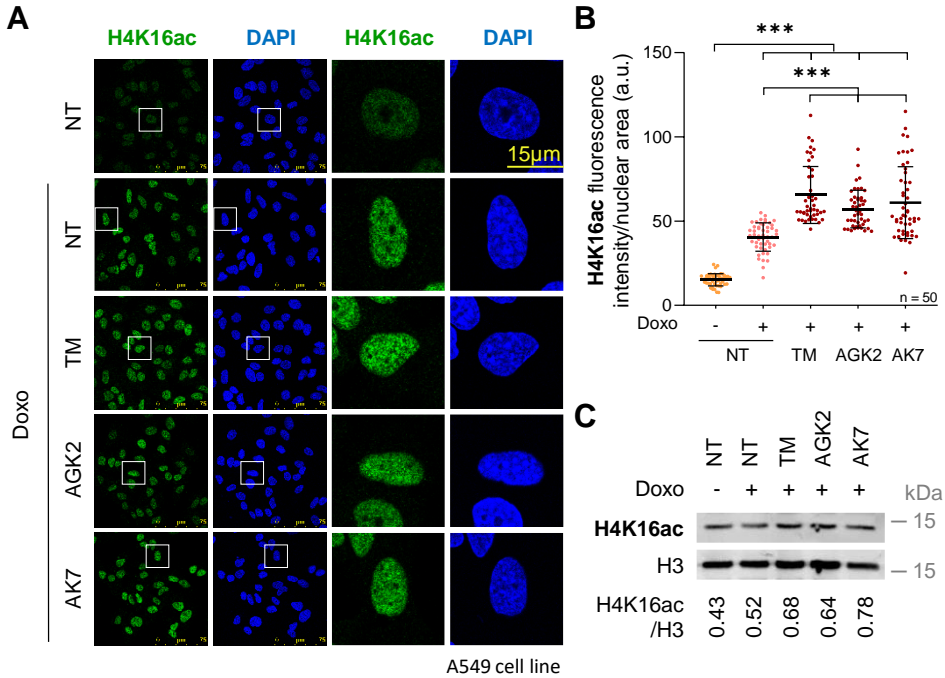 A
H4K16ac DAPI H4K16ac DAPI
NT
15µm
NT
TM
AGK2
AK7
Doxo
A549 cell line
B
H4K16ac fluorescence
intensity/nuclear area (a.u.)
150
100
50
0
***
***
n = 50
Doxo - + + + +
NT TM AGK2 AK7
C
NT NT TM AGK2 AK7
Doxo - + + + + kDa
H4K16ac 15
H3 15
H4K16ac
/H3
0.43 0.52 0.68 0.64 0.78